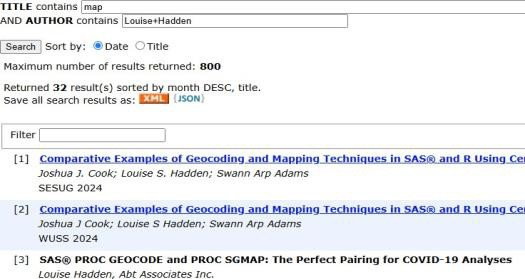 TITLE contains map
AND AUTHOR contains Louise+Hadden
Search Sort by: Date Title
Maximum number of results returned: 800
Returned 32 result(s) sorted by month DESC, title.
Save all search results as: XML {JSON}
Filter
[1] Comparative Examples of Geocoding and Mapping Techniques in SAS® and R Using Cen
Joshua J. Cook; Louise S. Hadden; Swann Arp Adams
SESUG 2024
[2] Comparative Examples of Geocoding and Mapping Techniques in SAS® and R Using Cen
Joshua J Cook; Louise S Hadden; Swann Arp Adams
WUSS 2024
[3] SAS® PROC GEOCODE and PROC SGMAP: The Perfect Pairing for COVID-19 Analyses
Louise Hadden, Abt Associates Inc.